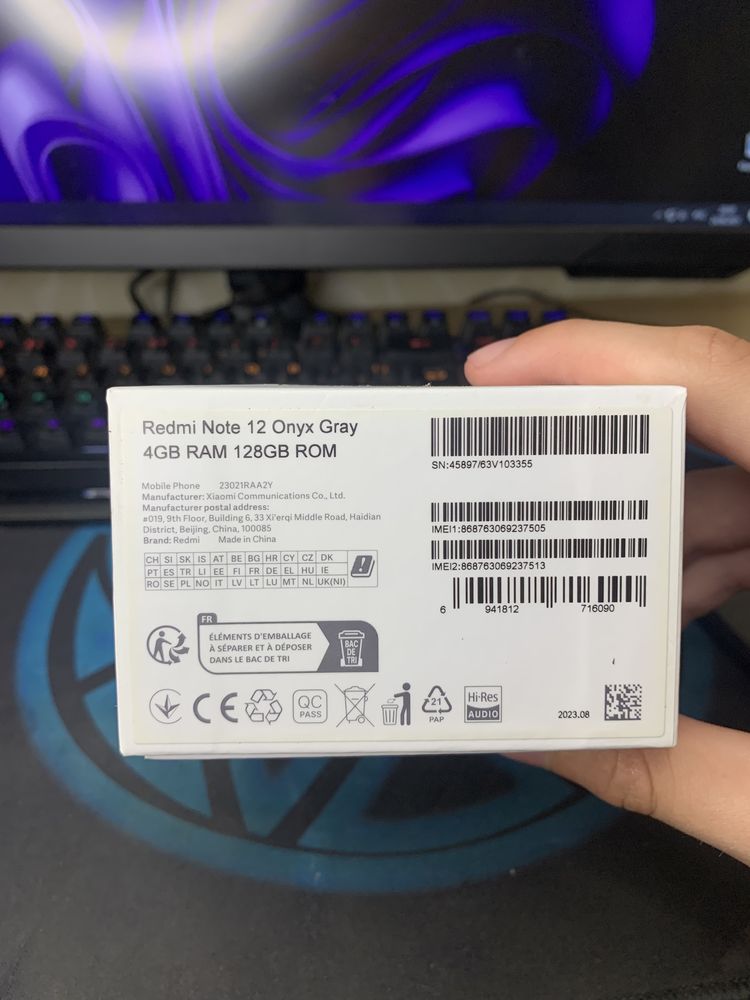 Redmi Note 12 Onyx Gray
4GB RAM 128GB ROM
Mobile Phone 23021RAA2Y
Manufacturer: Xiaomi Communications Co., Ltd.
Manufacturer postal address:
#019, 9th Floor, Building 6, 33 Xi'erqi Middle Road, Haidian
District, Beijing, China, 100085
Brand: Redmi Made in China
CH SI SK IS AT BE BG HR CY CZ DK
PT ES TR LI EE FI FR DE EL HU IE
RO SE PL NO IT LV LT LU MT NL UK(NI)
FR
ÉLÉMENTS D'EMBALLAGE
À SÉPARER ET À DÉPOSER
DANS LE BAC DE TRI
BAC
DE
TRI
CE
QC
PASS
21
PAP
Hi-Res
AUDIO
SN:45897/63V103355
IMEI1:868763069237505
IMEI2:868763069237513
6 941812 716090
2023.08